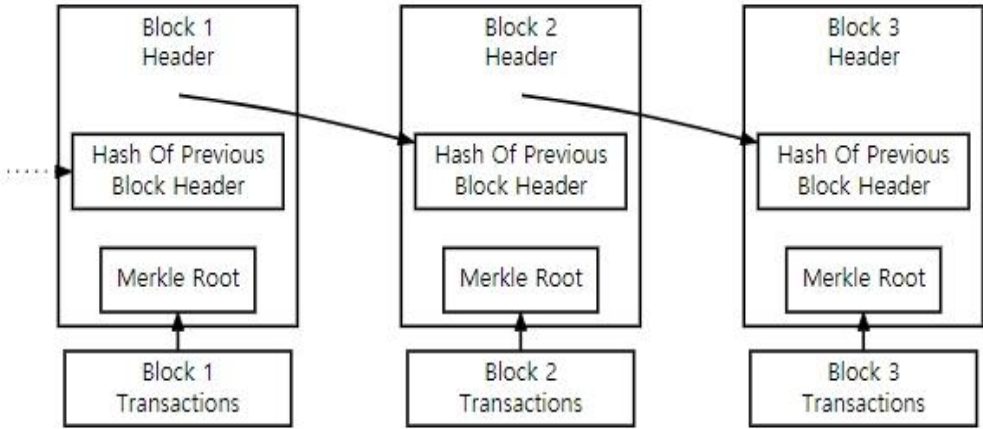 Block 1
Header
Hash Of Previous
Block Header
Merkle Root
Block 1
Transactions
Block 2
Header
Hash Of Previous
Block Header
Merkle Root
Block 2
Transactions
Block 3
Header
Hash Of Previous
Block Header
Merkle Root
Block 3
Transactions